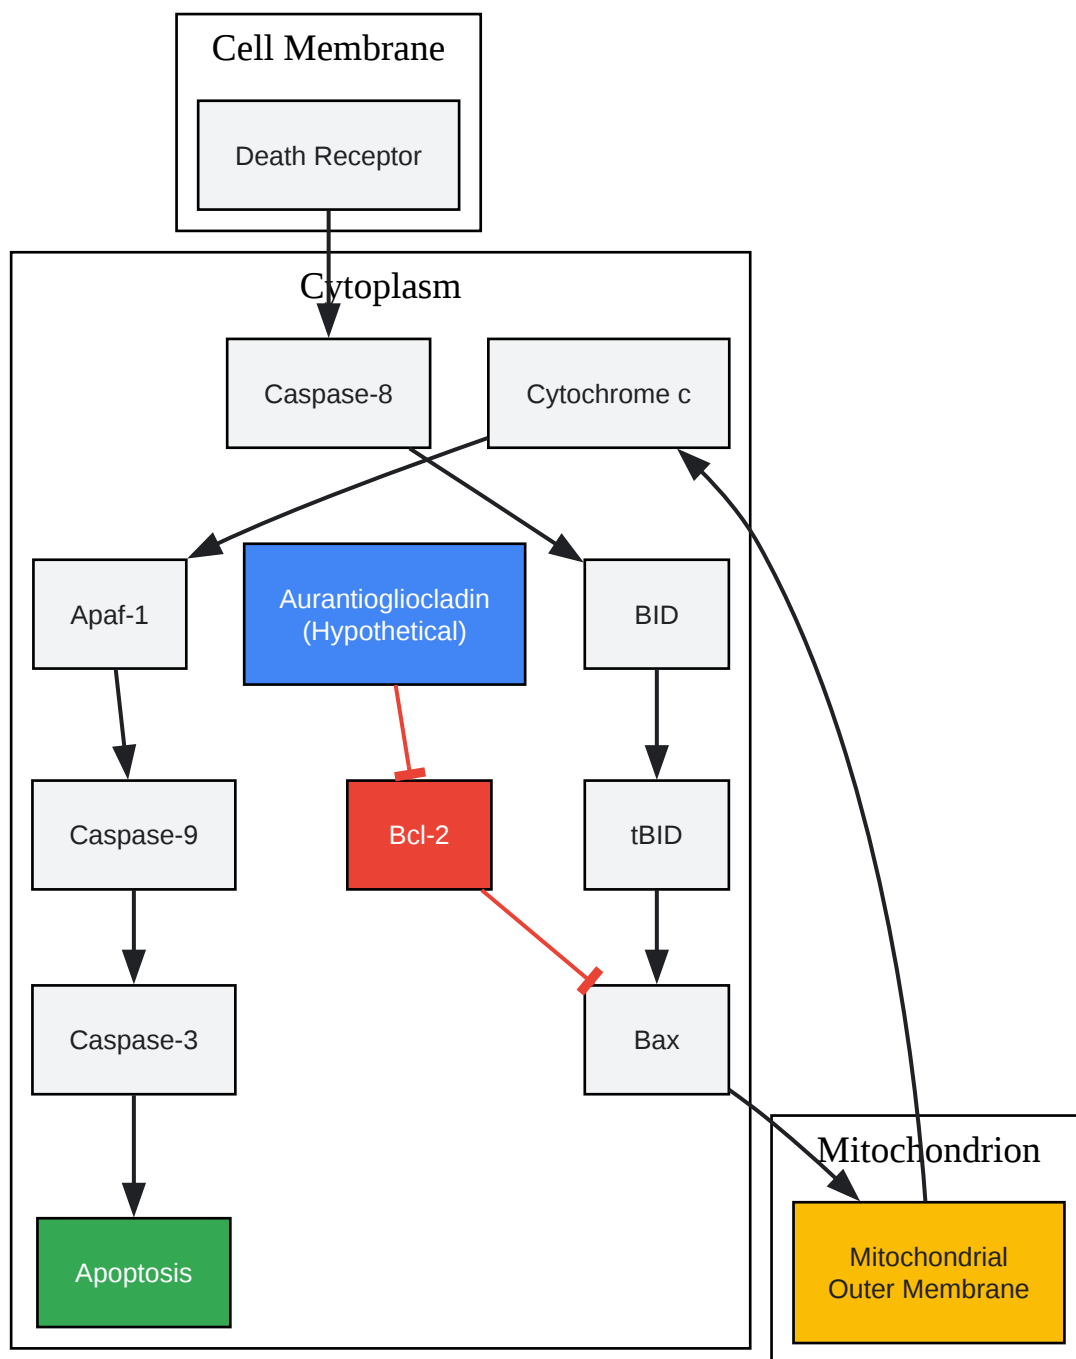 Cell Membrane
Death Receptor
Cytoplasm
Caspase-8
Cytochrome c
Apaf-1
Aurantiogliocladin
(Hypothetical)
BID
Caspase-9
Bcl-2
tBID
Caspase-3
Bax
Mitochondrion
Apoptosis
Mitochondrial
Outer Membrane